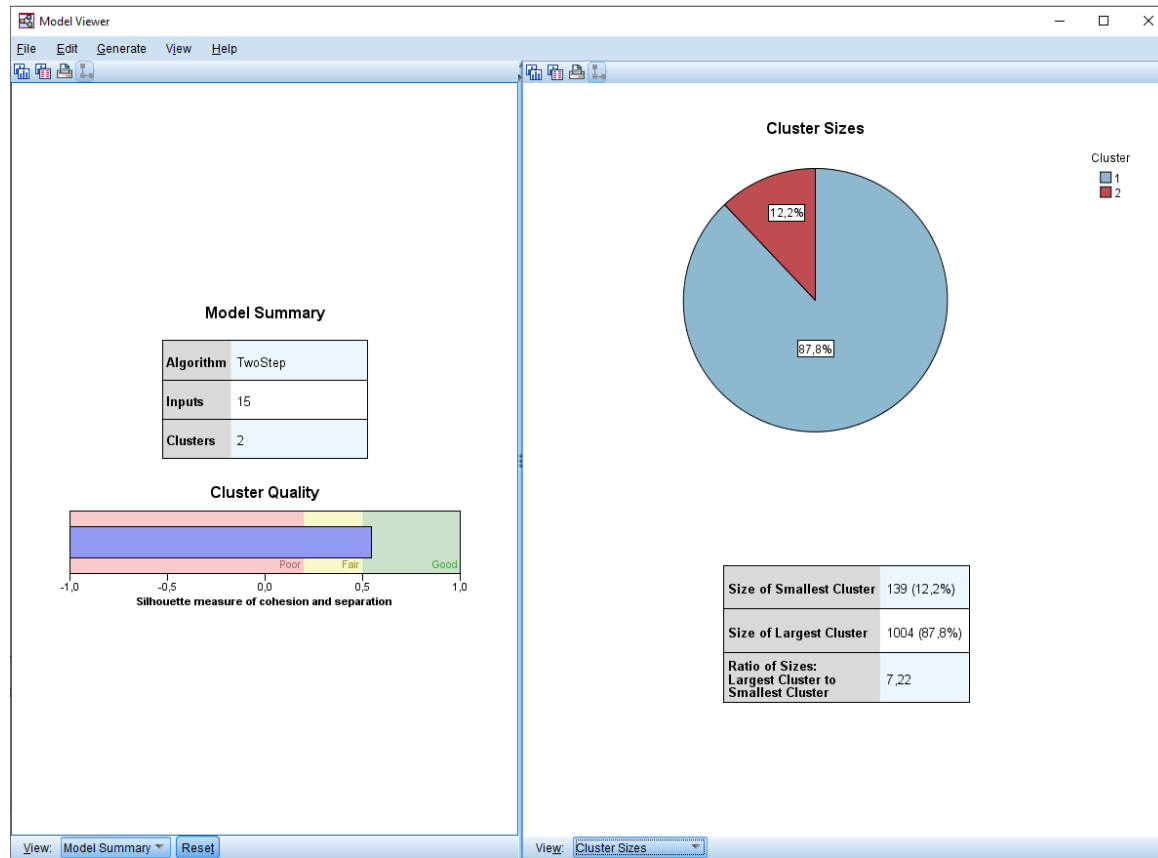 Model Viewer
File Edit Generate View Help
Model Summary
Algorithm TwoStep
Inputs 15
Clusters 2
Cluster Quality
Poor Fair Good
-1,0 -0,5 0,0 0,5 1,0
Silhouette measure of cohesion and separation
View: Model Summary Reset
Cluster Sizes
Cluster
1
2
12,2%
87,8%
Size of Smallest Cluster 139 (12,2%)
Size of Largest Cluster 1004 (87,8%)
Ratio of Sizes:
Largest Cluster to
Smallest Cluster 7,22
View: Cluster Sizes